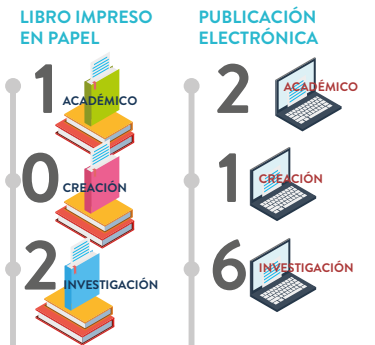 LIBRO IMPRESO
EN PAPEL
1 ACADÉMICO
0 CREACIÓN
2 INVESTIGACIÓN
PUBLICACIÓN
ELECTRÓNICA
2 ACADÉMICO
1 CREACIÓN
6 INVESTIGACIÓN